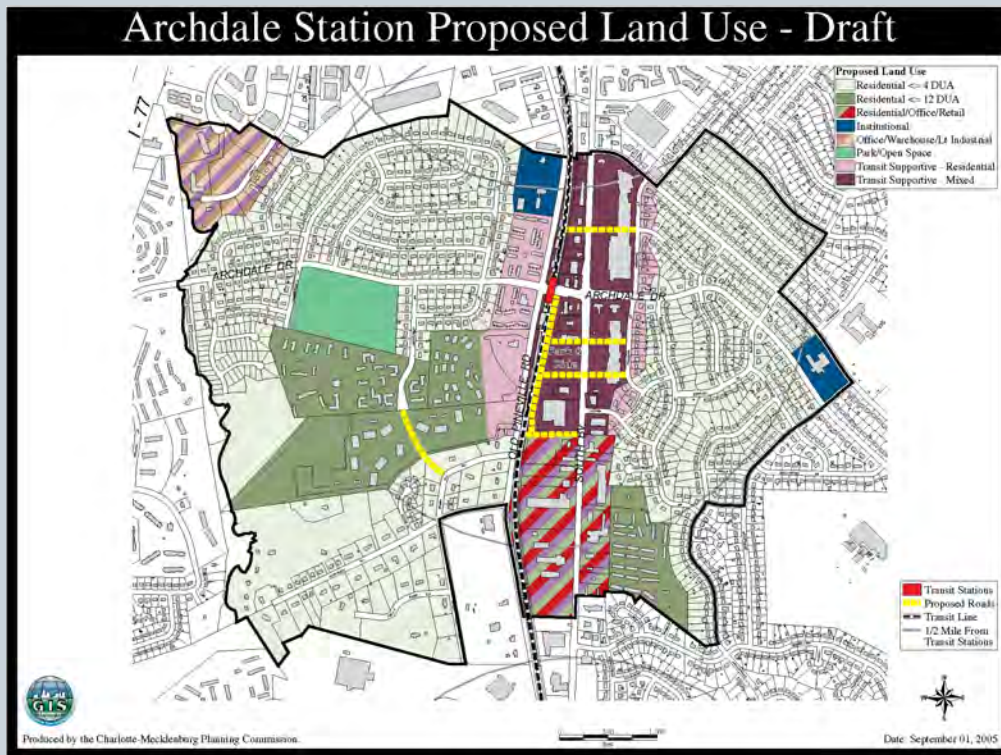 Archdale Station Proposed Land Use - Draft
Proposed Land Use
Residential <= 4 DUA
Residential <= 12 DUA
Residential/Office/Retail
Institutional
Office/Warehouse/Lt Industrial
Park/Open Space
Transit Supportive - Residential
Transit Supportive - Mixed
I - 77
ARCHDALE DR
ARCHDALE DR
OLD PINEVILLE RD
SOUTH BV
Transit Stations
Proposed Roads
Transit Line
1/2 Mile From
Transit Stations
GIS
Produced by the Charlotte-Mecklenburg Planning Commission.
Date: September 01, 2005